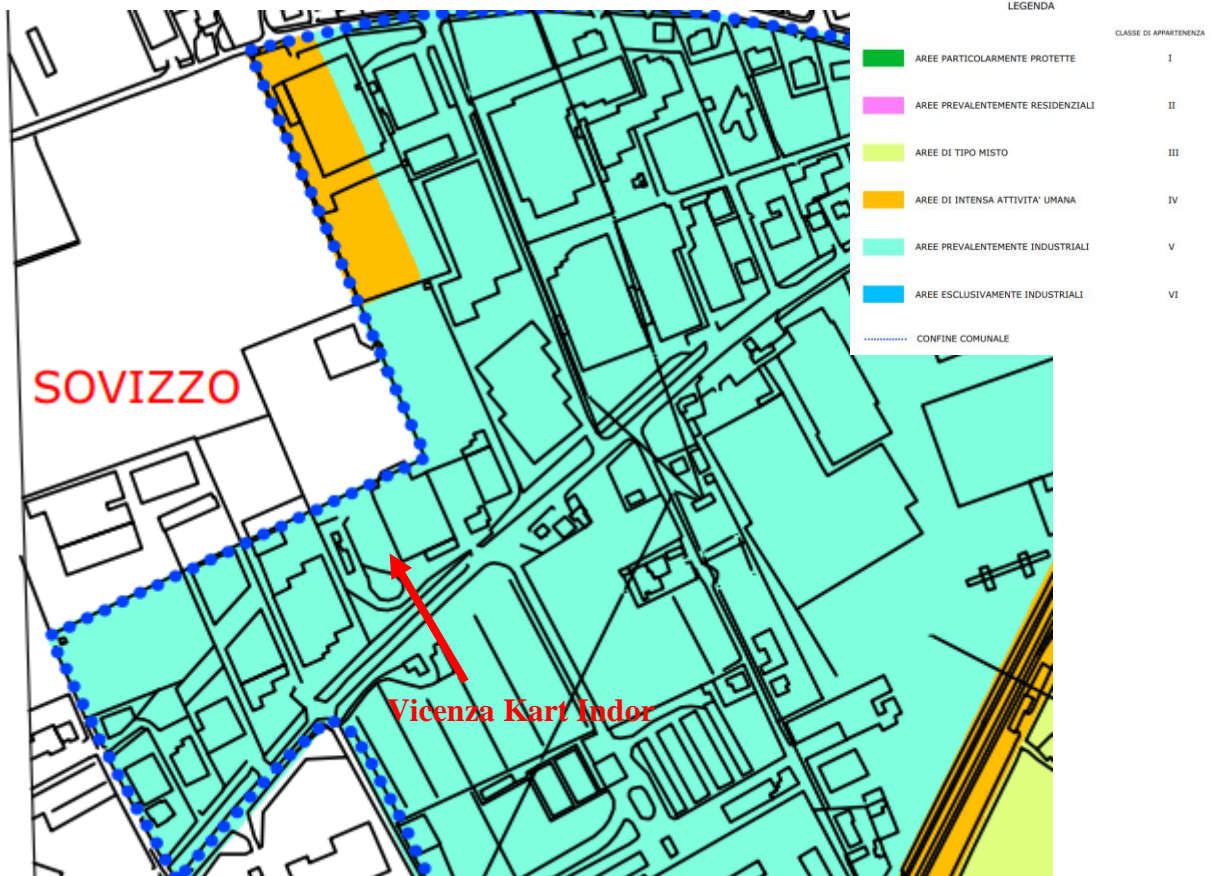 LEGENDA
CLASSE DI APPARTENENZA
AREE PARTICOLARMENTE PROTETTE I
AREE PREVALENTEMENTE RESIDENZIALI II
AREE DI TIPO MISTO III
AREE DI INTENSA ATTIVITA' UMANA IV
AREE PREVALENTEMENTE INDUSTRIALI V
AREE ESCLUSIVAMENTE INDUSTRIALI VI
CONFINE COMUNALE
SOVIZZO
Vicenza Kart Indor